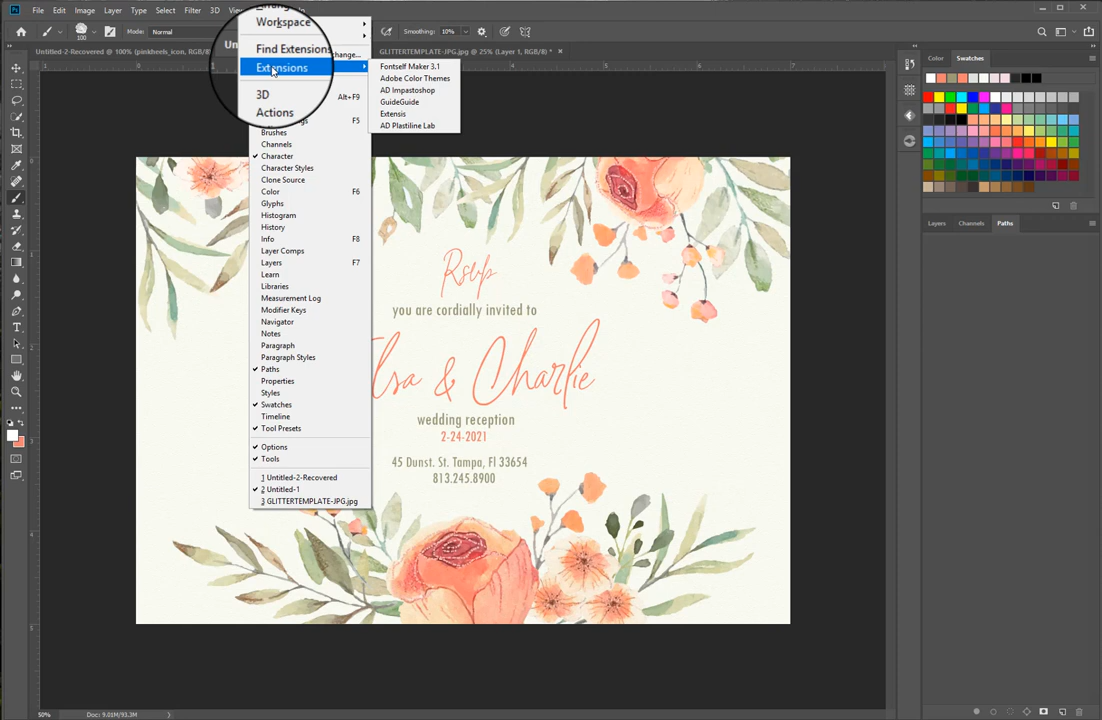 File Edit Image Layer Type Select Filter 3D
Mode: Normal
Smoothing: 10%
100
Untitled-2-Recovered @ 100% (pinkheels_icon, RGB/8)
GLITTERTEMPLATE-JPG.jpg @ 25% (Layer 1, RGB/8) *
Workspace
Find Extensions
Extensions
3D
Alt+F9
Actions
F5
Brushes
Channels
Character
Character Styles
Clone Source
Color F6
Glyphs
Histogram
History
Info F8
Layer Comps
Layers F7
Learn
Libraries
Measurement Log
Modifier Keys
Navigator
Notes
Paragraph
Paragraph Styles
Paths
Properties
Styles
Swatches
Timeline
Tool Presets
Options
Tools
1 Untitled-2-Recovered
2 Untitled-1
3 GLITTERTEMPLATE-JPG.jpg
Fontself Maker 3.1
Adobe Color Themes
AD Impastoshop
GuideGuide
Extensis
AD Plastiline Lab
Rsvp
you are cordially invited to
& Charlie
wedding reception
2-24-2021
45 Dunst. St. Tampa, Fl 33654
813.245.8900
Color Swatches
Layers Channels Paths
50% Doc: 9.01M/93.3M